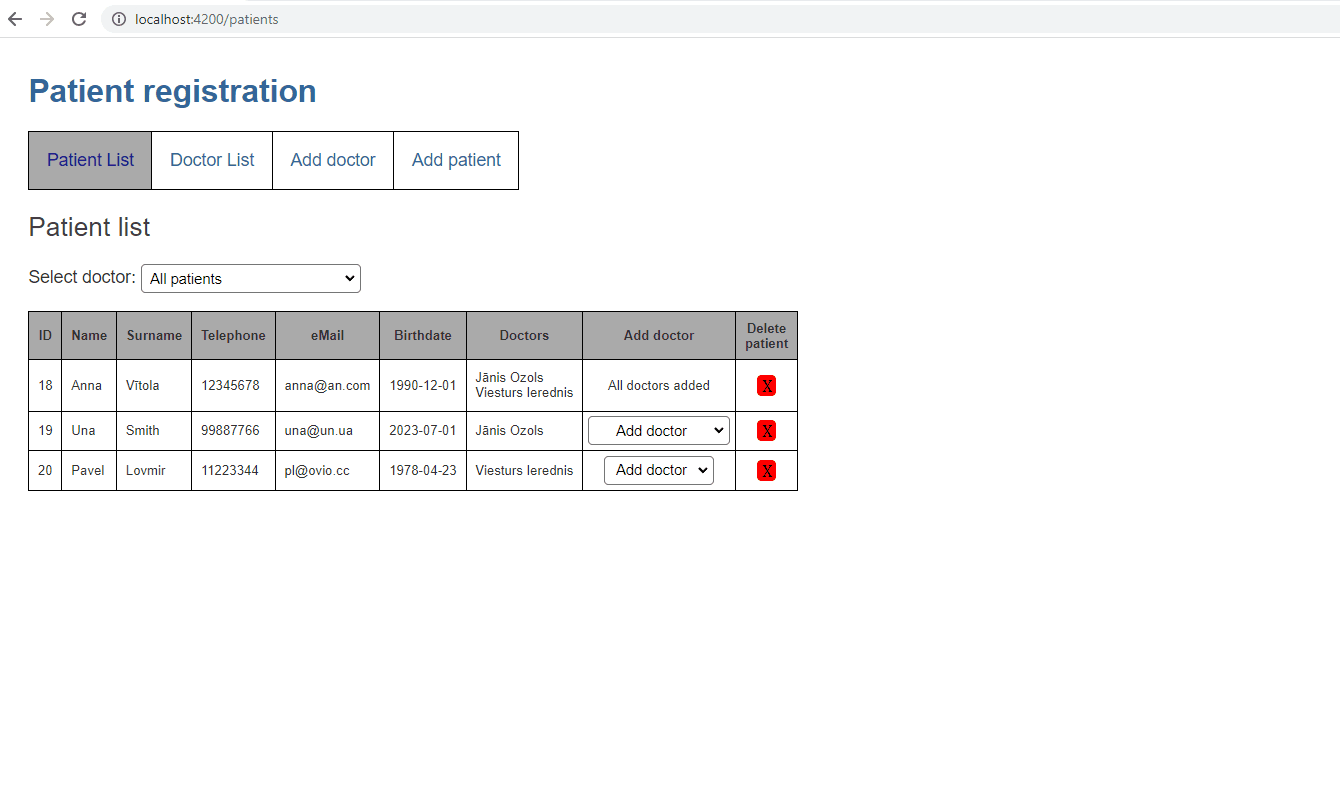 localhost:4200/patients
Patient registration
Patient List Doctor List Add doctor Add patient
Patient list
Select doctor: All patients
ID Name Surname Telephone eMail Birthdate Doctors Add doctor Delete patient
18 Anna Vītola 12345678 anna@an.com 1990-12-01 Jānis Ozols
Viesturs Ierednis All doctors added X
19 Una Smith 99887766 una@un.ua 2023-07-01 Jānis Ozols Add doctor X
20 Pavel Lovmir 11223344 pl@ovio.cc 1978-04-23 Viesturs Ierednis Add doctor X